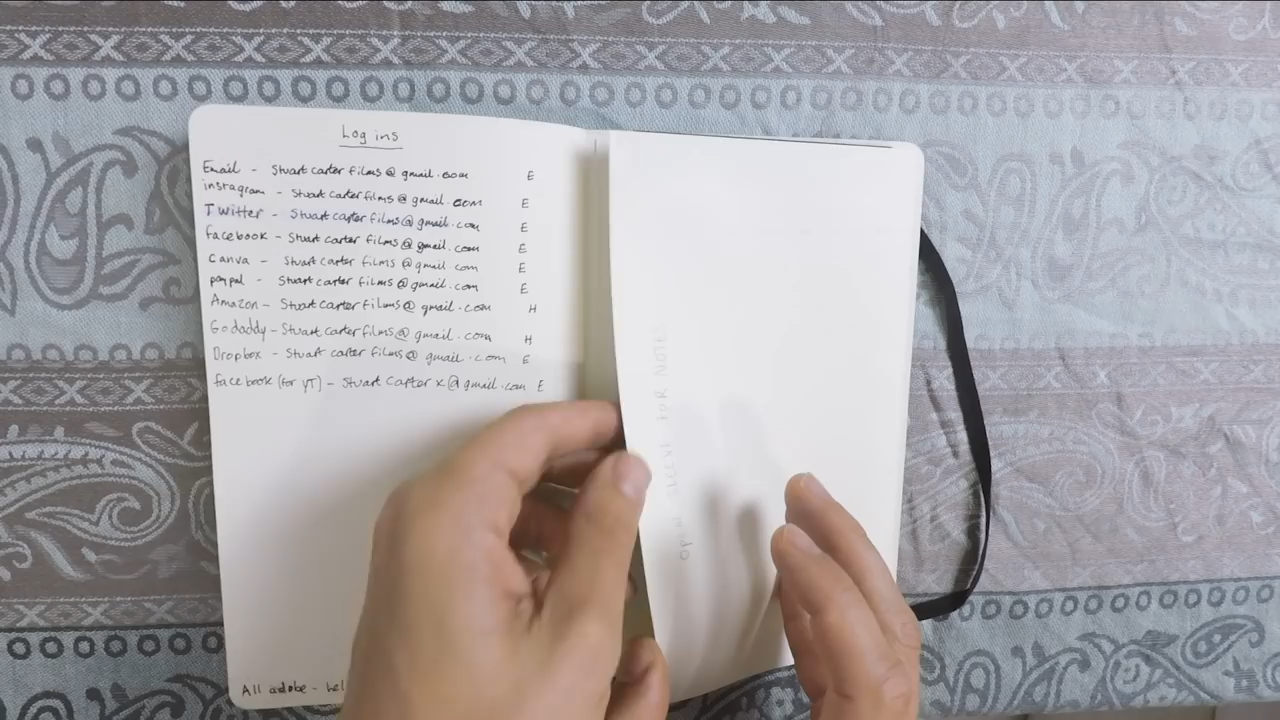 Log ins
Email - Stuart carter films@gmail.com E
instagram - Stuart carter films@gmail.com E
Twitter - Stuart carter films@gmail.com E
facebook - Stuart carter films@gmail.com E
Canva - Stuart carter films@gmail.com E
paypal - Stuart carter films@gmail.com E
Amazon - Stuart carter films@gmail.com H
Go daddy - Stuart carter films@gmail.com H
Dropbox - Stuart carter films@gmail.com E
facebook (for YT) - Stuart Carter x@gmail.com E
All adobe -
OPEN SLEEVE FOR NOTE